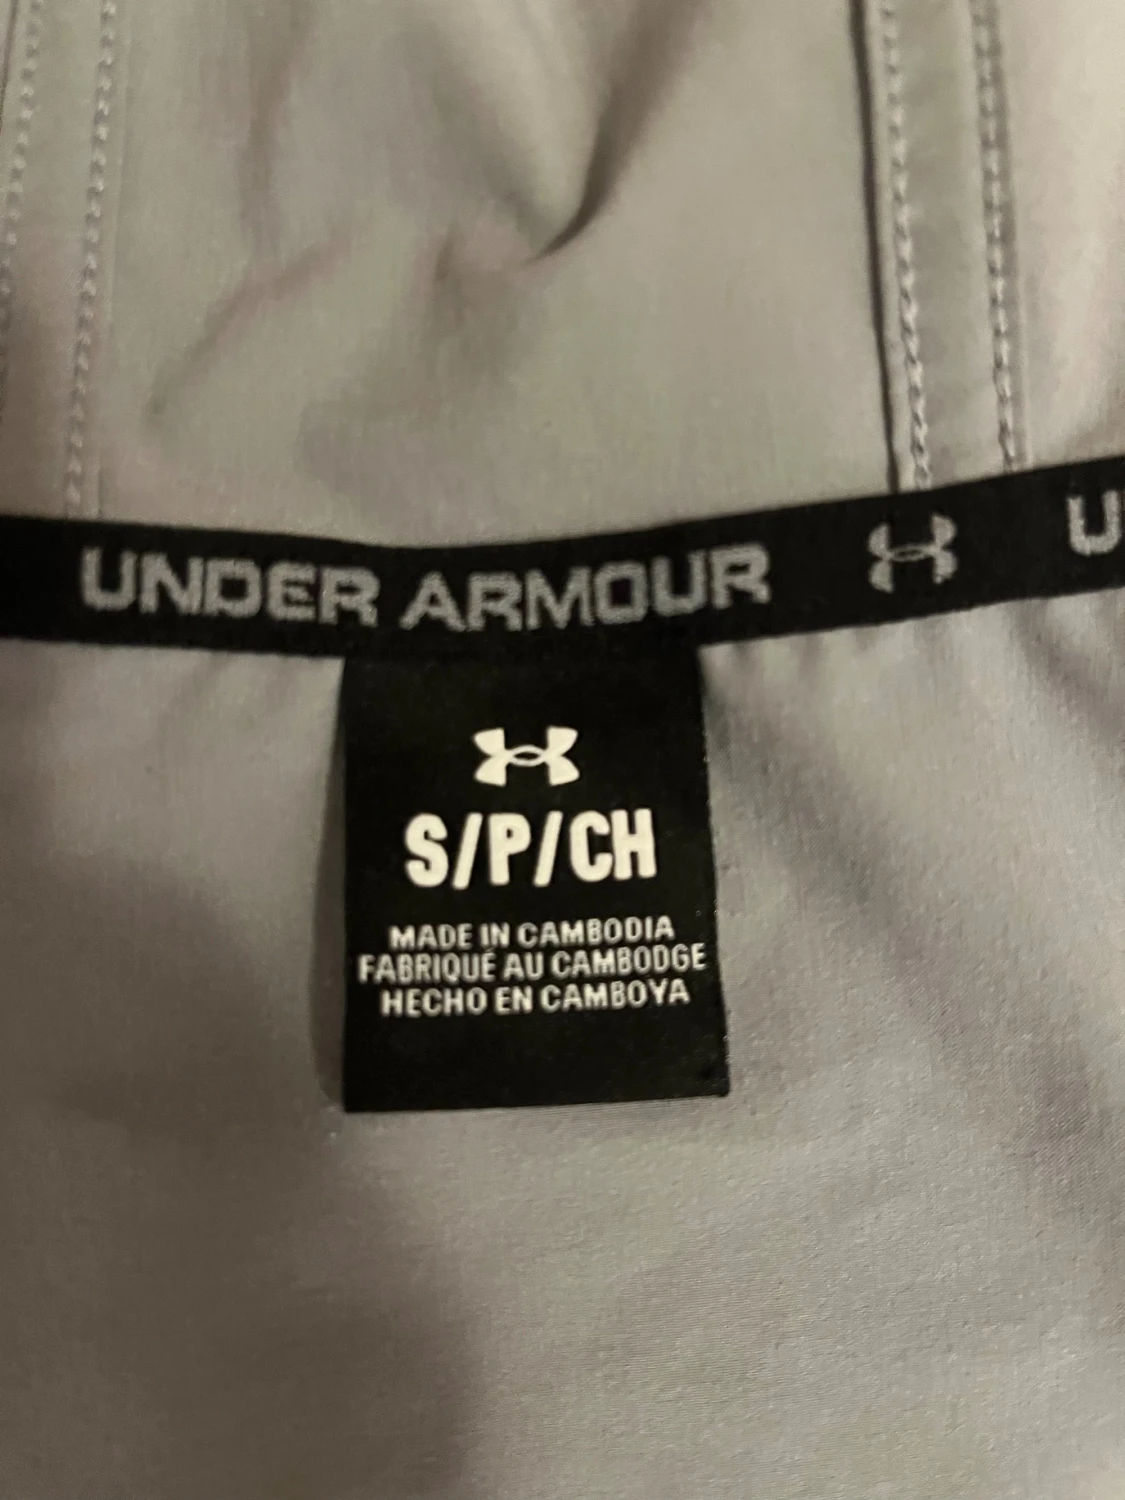 UNDER ARMOUR U
S/P/CH
MADE IN CAMBODIA
FABRIQUÉ AU CAMBODGE
HECHO EN CAMBOYA